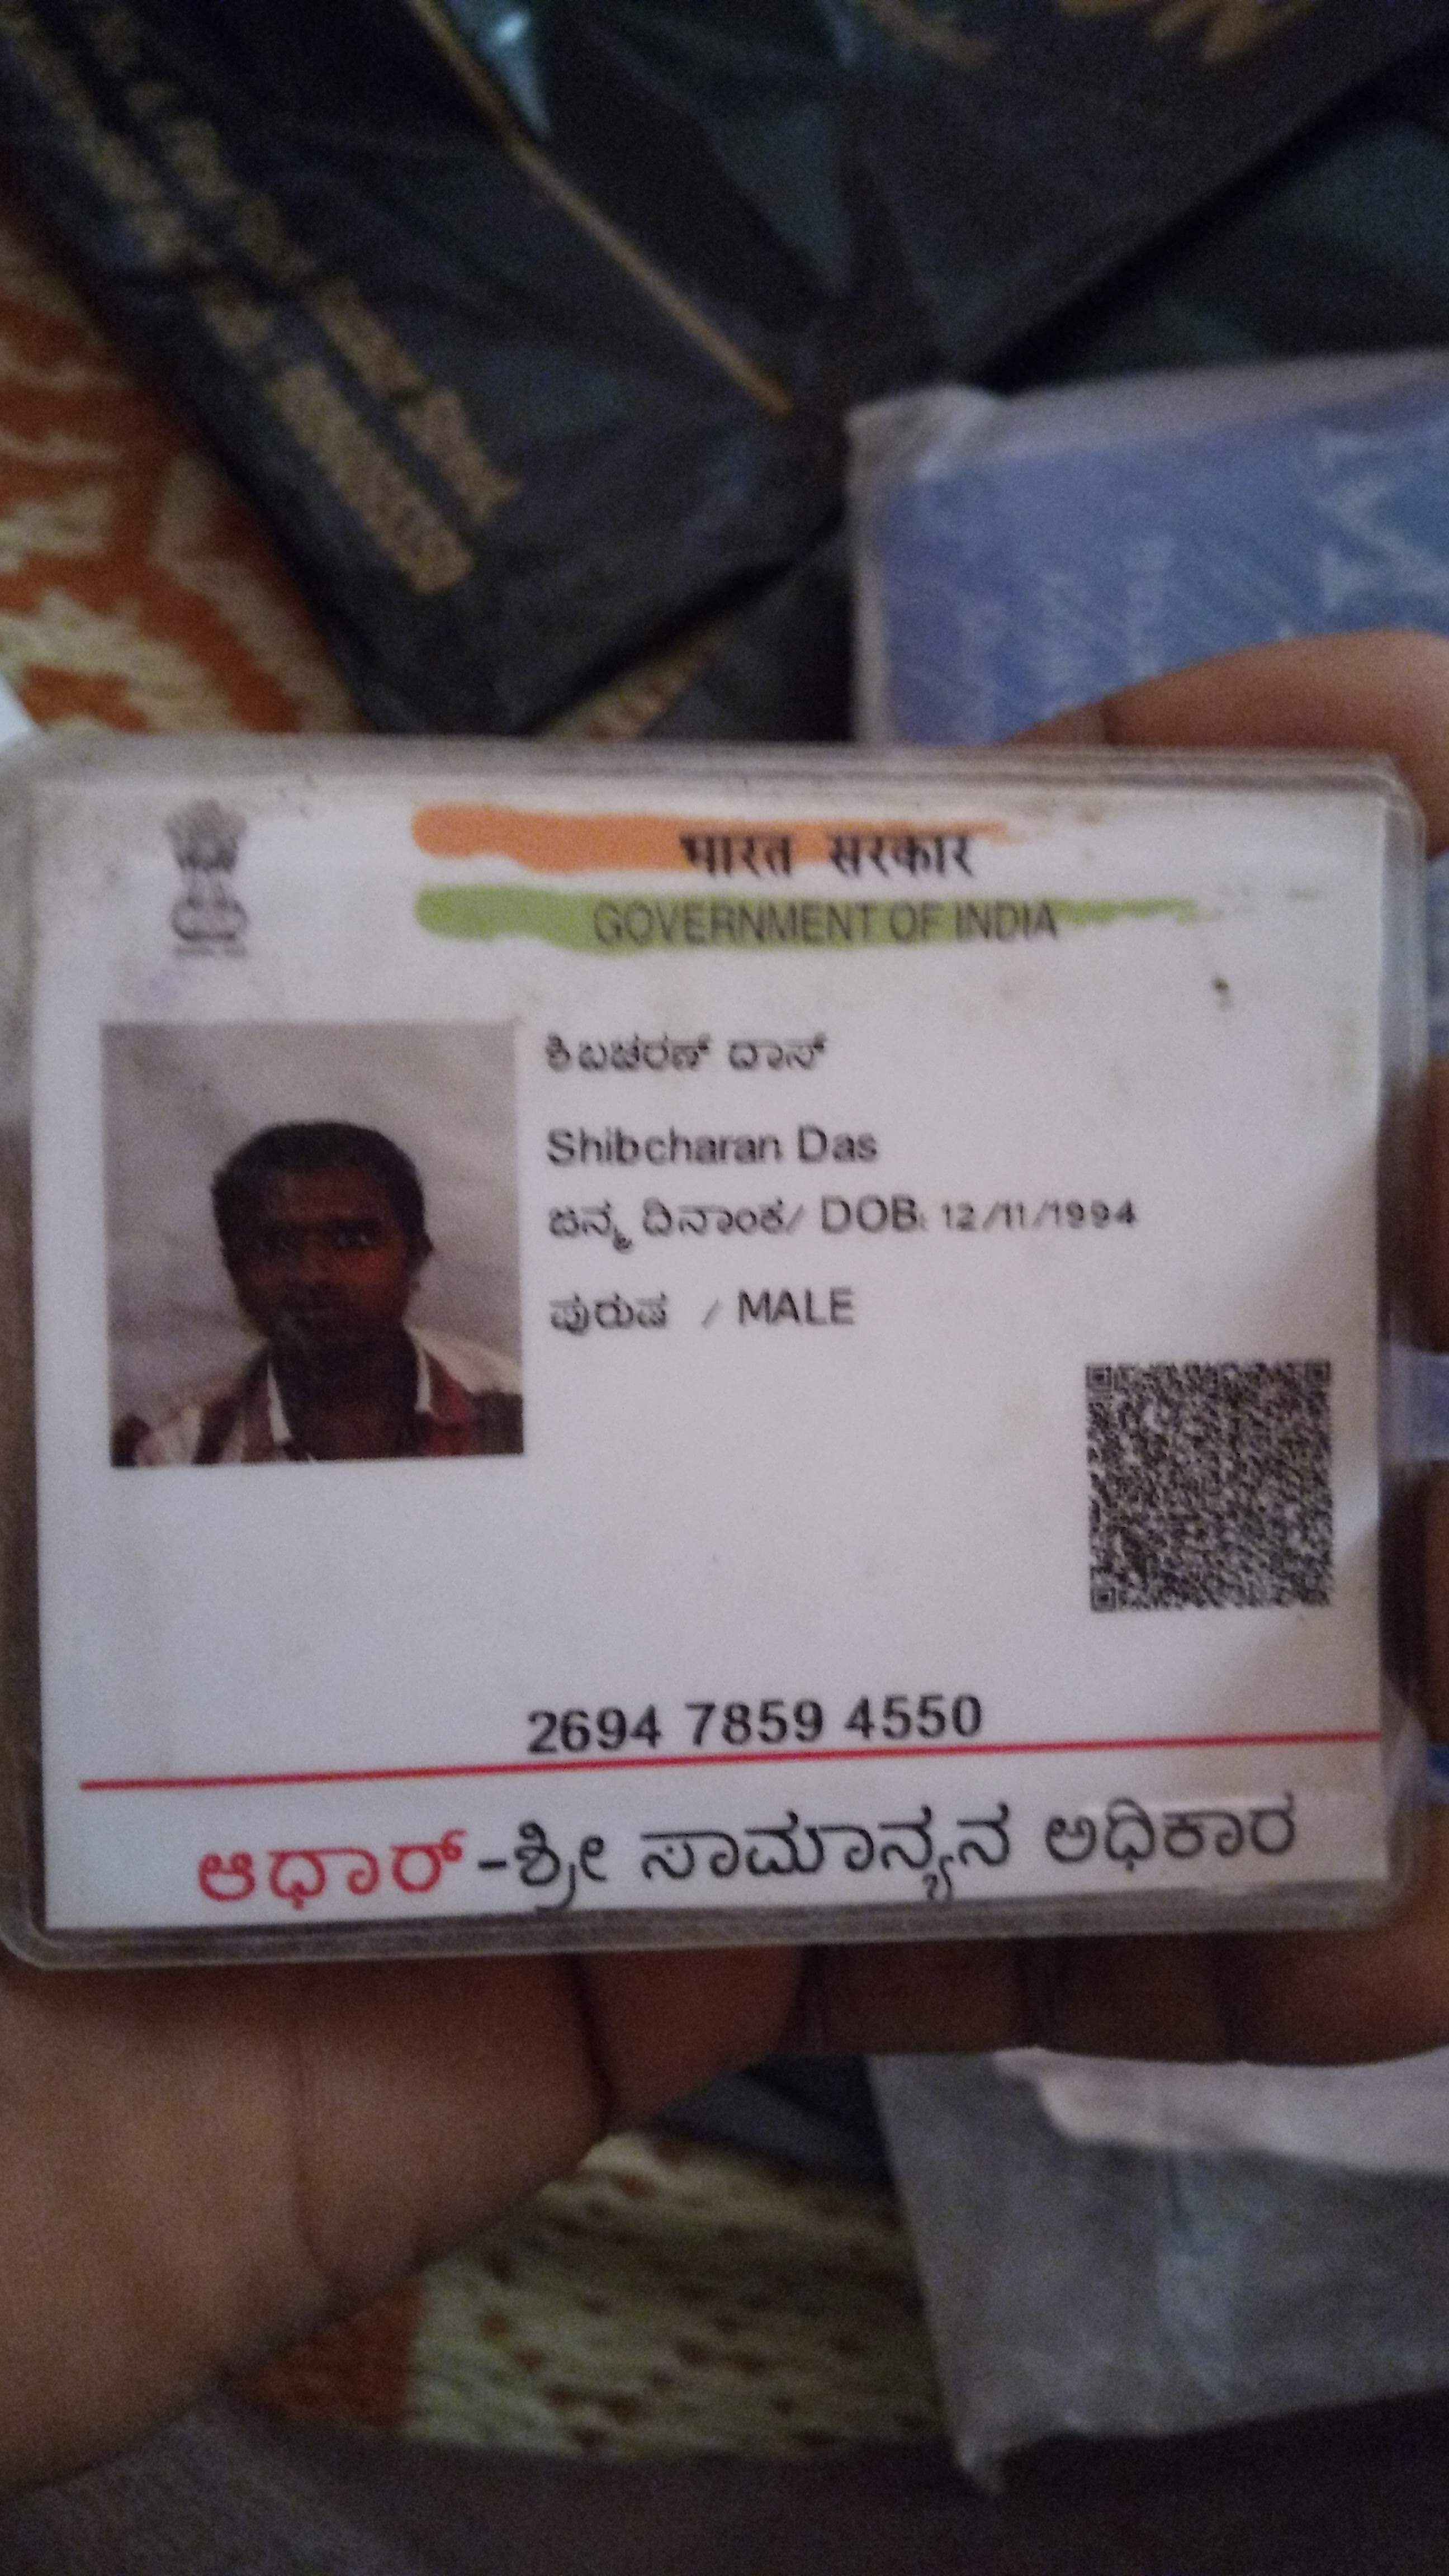 भारत सरकार
GOVERNMENT OF INDIA
ಶಿಬಚರಣ್ ದಾಸ್
Shibcharan Das
ಜನ್ಮ ದಿನಾಂಕ/ DOB: 12/11/1994
ಪುರುಷ / MALE
2694 7859 4550
ಆಧಾರ್-ಶ್ರೀ ಸಾಮಾನ್ಯನ ಅಧಿಕಾರ